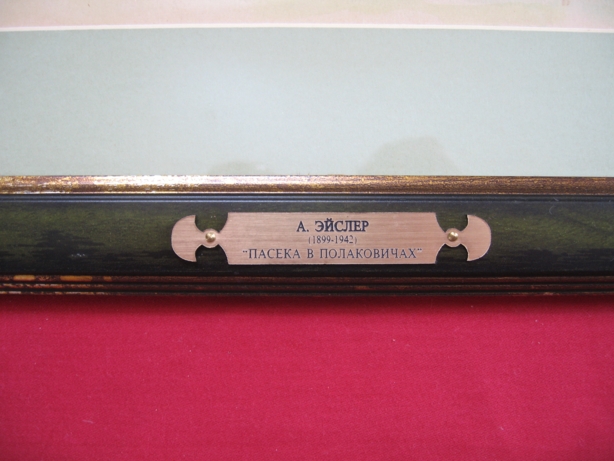 А. ЭЙСЛЕР
(1899-1942)
"ПАСЕКА В ПОЛАКОВИЧАХ"